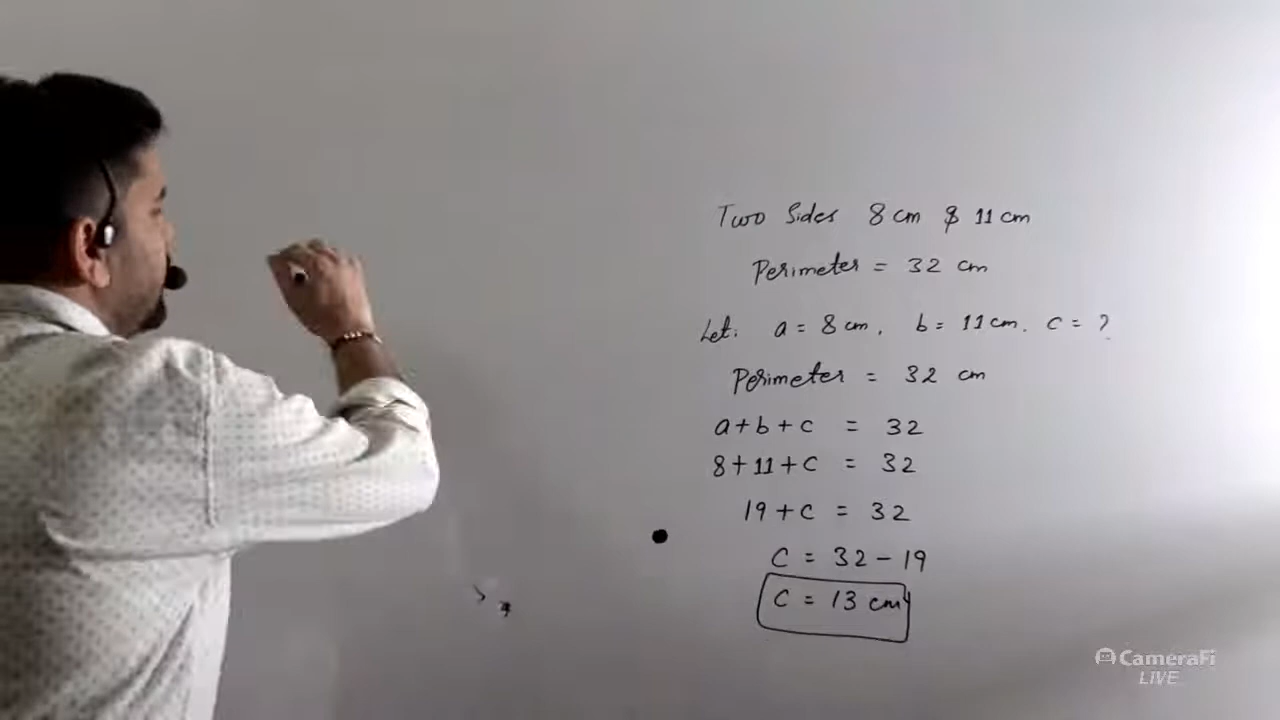 Two Sides 8 cm & 11 cm
Perimeter = 32 cm
Let. a = 8 cm, b = 11 cm. c = ?
Perimeter = 32 cm
a + b + c = 32
8 + 11 + c = 32
19 + c = 32
C = 32 - 19
C = 13 cm
CameraFi
LIVE